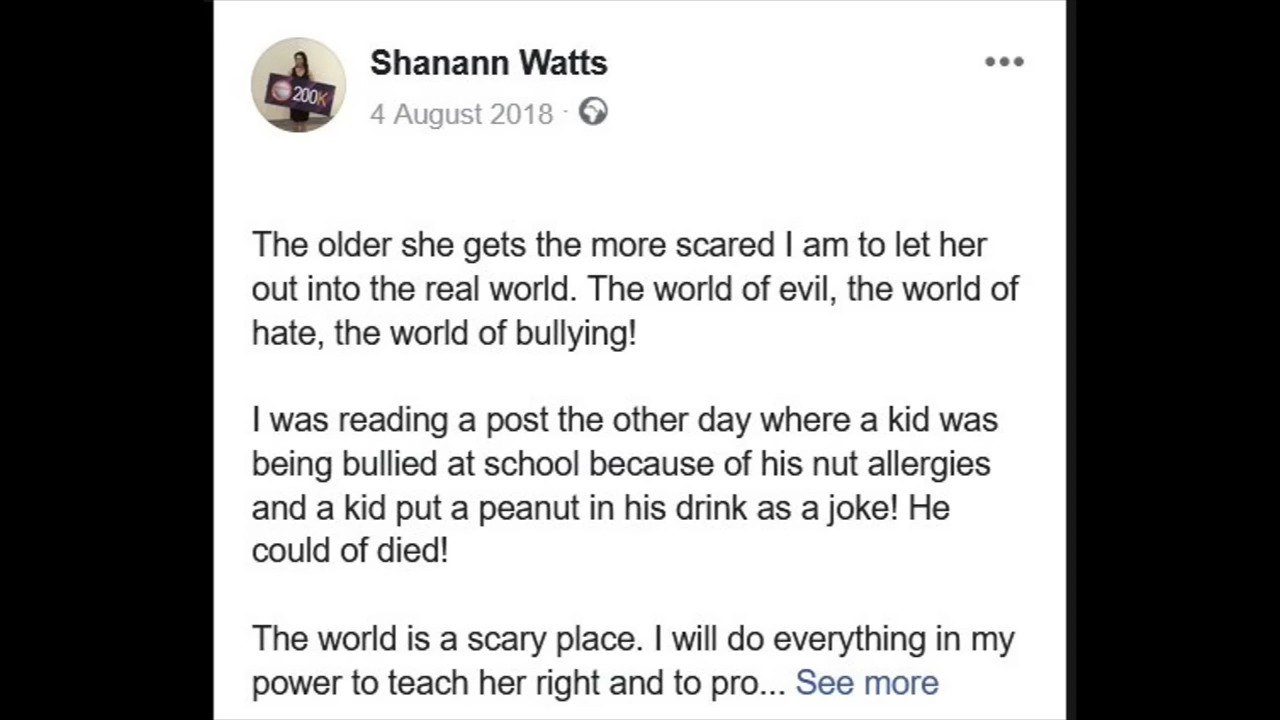 Shanann Watts
4 August 2018 ·
200K
The older she gets the more scared I am to let her
out into the real world. The world of evil, the world of
hate, the world of bullying!
I was reading a post the other day where a kid was
being bullied at school because of his nut allergies
and a kid put a peanut in his drink as a joke! He
could of died!
The world is a scary place. I will do everything in my
power to teach her right and to pro... See more